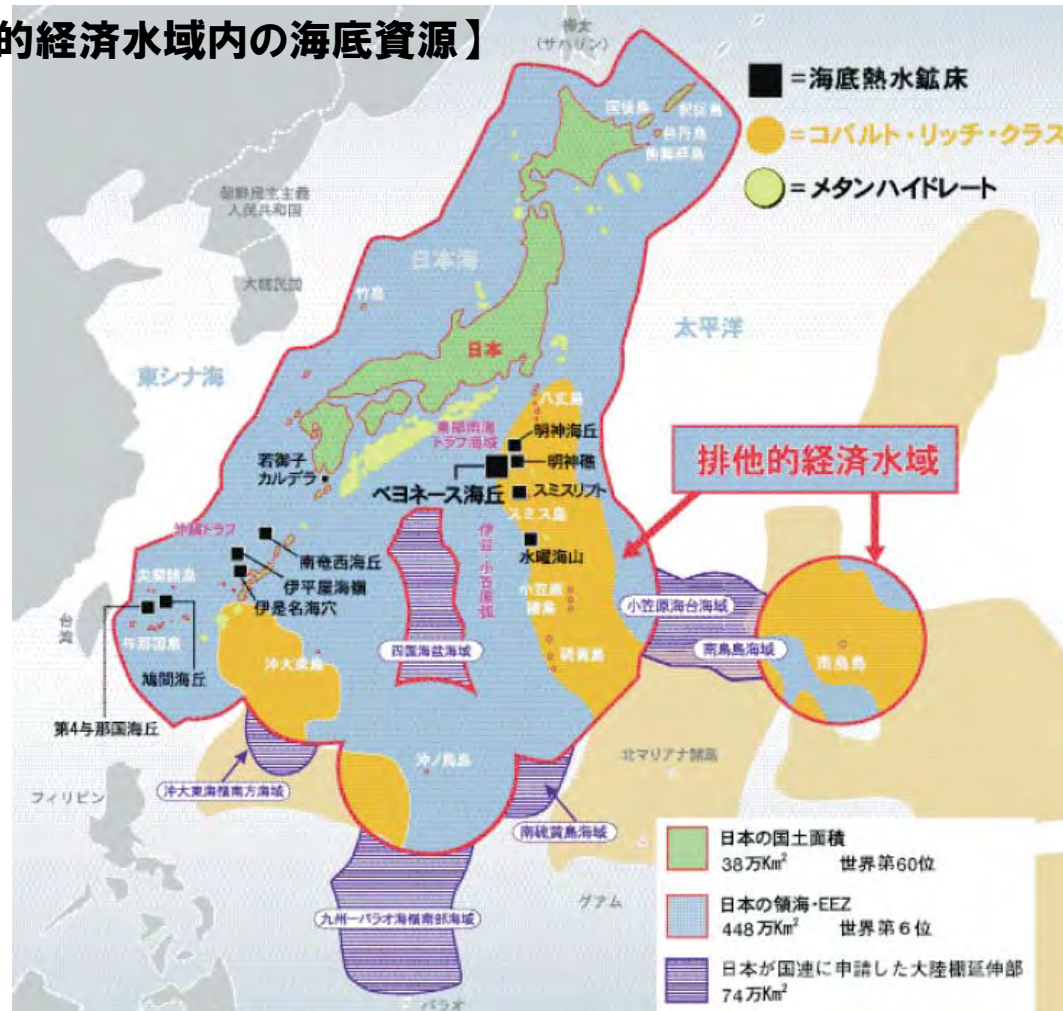 的経済水域内の海底資源】
樺太
(サハリン)
■=海底熱水鉱床
=コバルト・リッチ・クラス
=メタンハイドレート
国後島
択捉島
色丹島
歯舞群島
朝鮮民主主義
人民共和国
大韓民国
日本海
竹島
太平洋
東シナ海
日本
八丈島
東部南海
トラフ海域
明神海丘
明神礁
若御子
カルデラ
ベヨネース海丘
スミスリフト
スミス島
排他的経済水域
沖縄トラフ
南奄西海丘
伊平屋海嶺
伊是名海穴
水曜海山
伊豆・小笠原弧
尖閣諸島
小笠原
諸島
小笠原海台海域
台湾
与那国島
鳩間海丘
第4与那国海丘
沖大東島
四国海盆海域
硫黄島
南鳥島海域
南鳥島
北マリアナ諸島
沖ノ鳥島
フィリピン
沖大東海嶺南方海域
南硫黄島海域
グアム
九州ーパラオ海嶺南部海域
パラオ
日本の国土面積
38万Km² 世界第60位
日本の領海・EEZ
448万Km² 世界第6位
日本が国連に申請した大陸棚延伸部
74万Km²